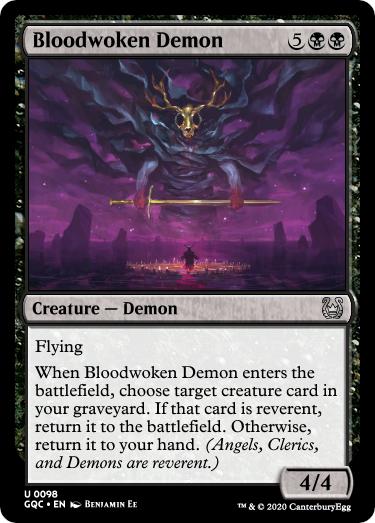 Bloodwoken Demon 5
Creature — Demon
Flying
When Bloodwoken Demon enters the
battlefield, choose target creature card in
your graveyard. If that card is reverent,
return it to the battlefield. Otherwise,
return it to your hand. (Angels, Clerics,
and Demons are reverent.)
4/4
U 0098
GQC • EN Benjamin Ee
™ & © 2020 CanterburyEgg